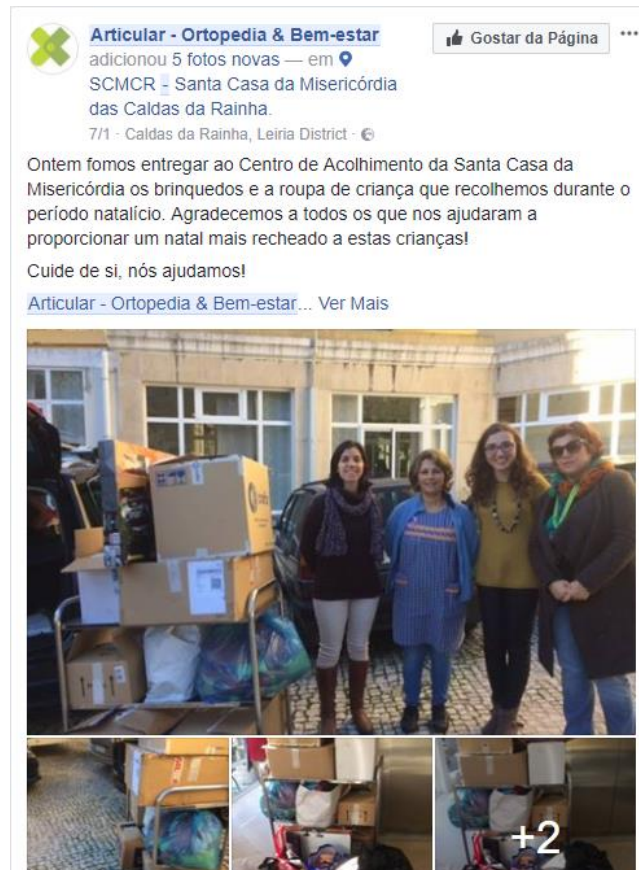 Articular - Ortopedia & Bem-estar
Gostar da Página
adicionou 5 fotos novas — em
SCMCR - Santa Casa da Misericórdia
das Caldas da Rainha.
7/1 · Caldas da Rainha, Leiria District ·
Ontem fomos entregar ao Centro de Acolhimento da Santa Casa da
Misericórdia os brinquedos e a roupa de criança que recolhemos durante o
período natalício. Agradecemos a todos os que nos ajudaram a
proporcionar um natal mais recheado a estas crianças!
Cuide de si, nós ajudamos!
Articular - Ortopedia & Bem-estar... Ver Mais
+2